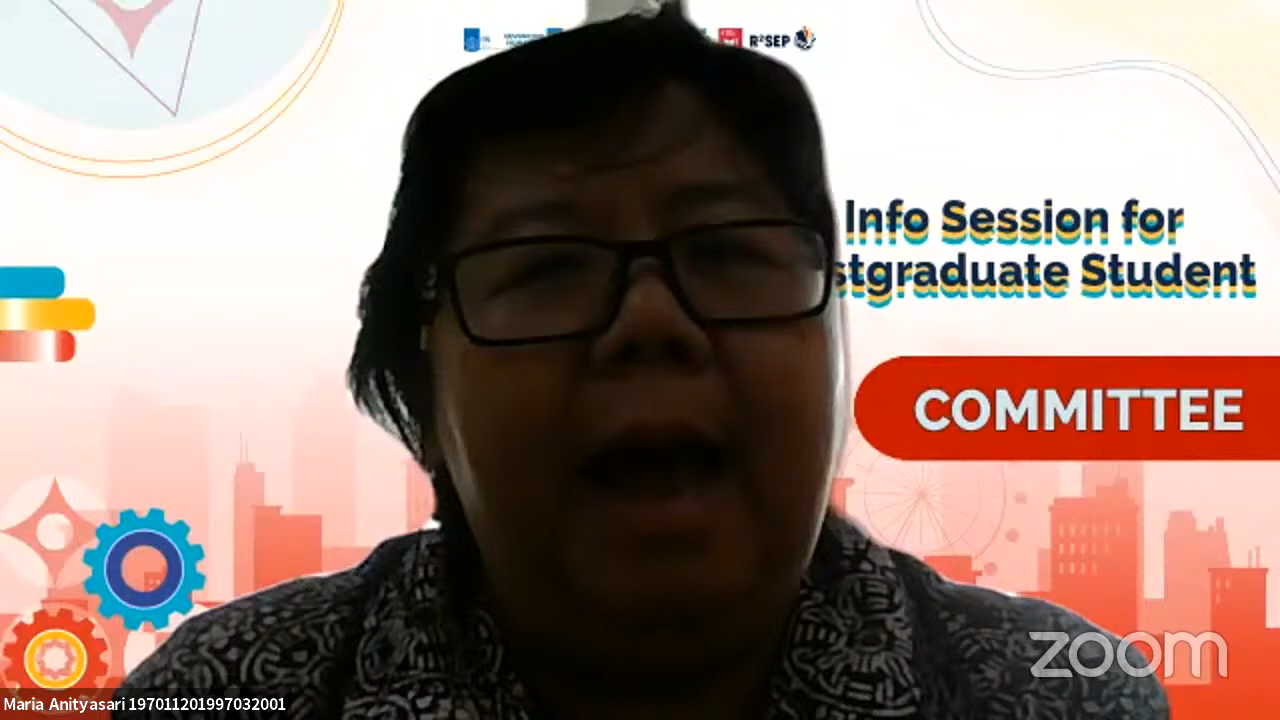 R²SEP
Info Session for
stgraduate Student
COMMITTEE
zoom
Maria Anityasari 197011201997032001